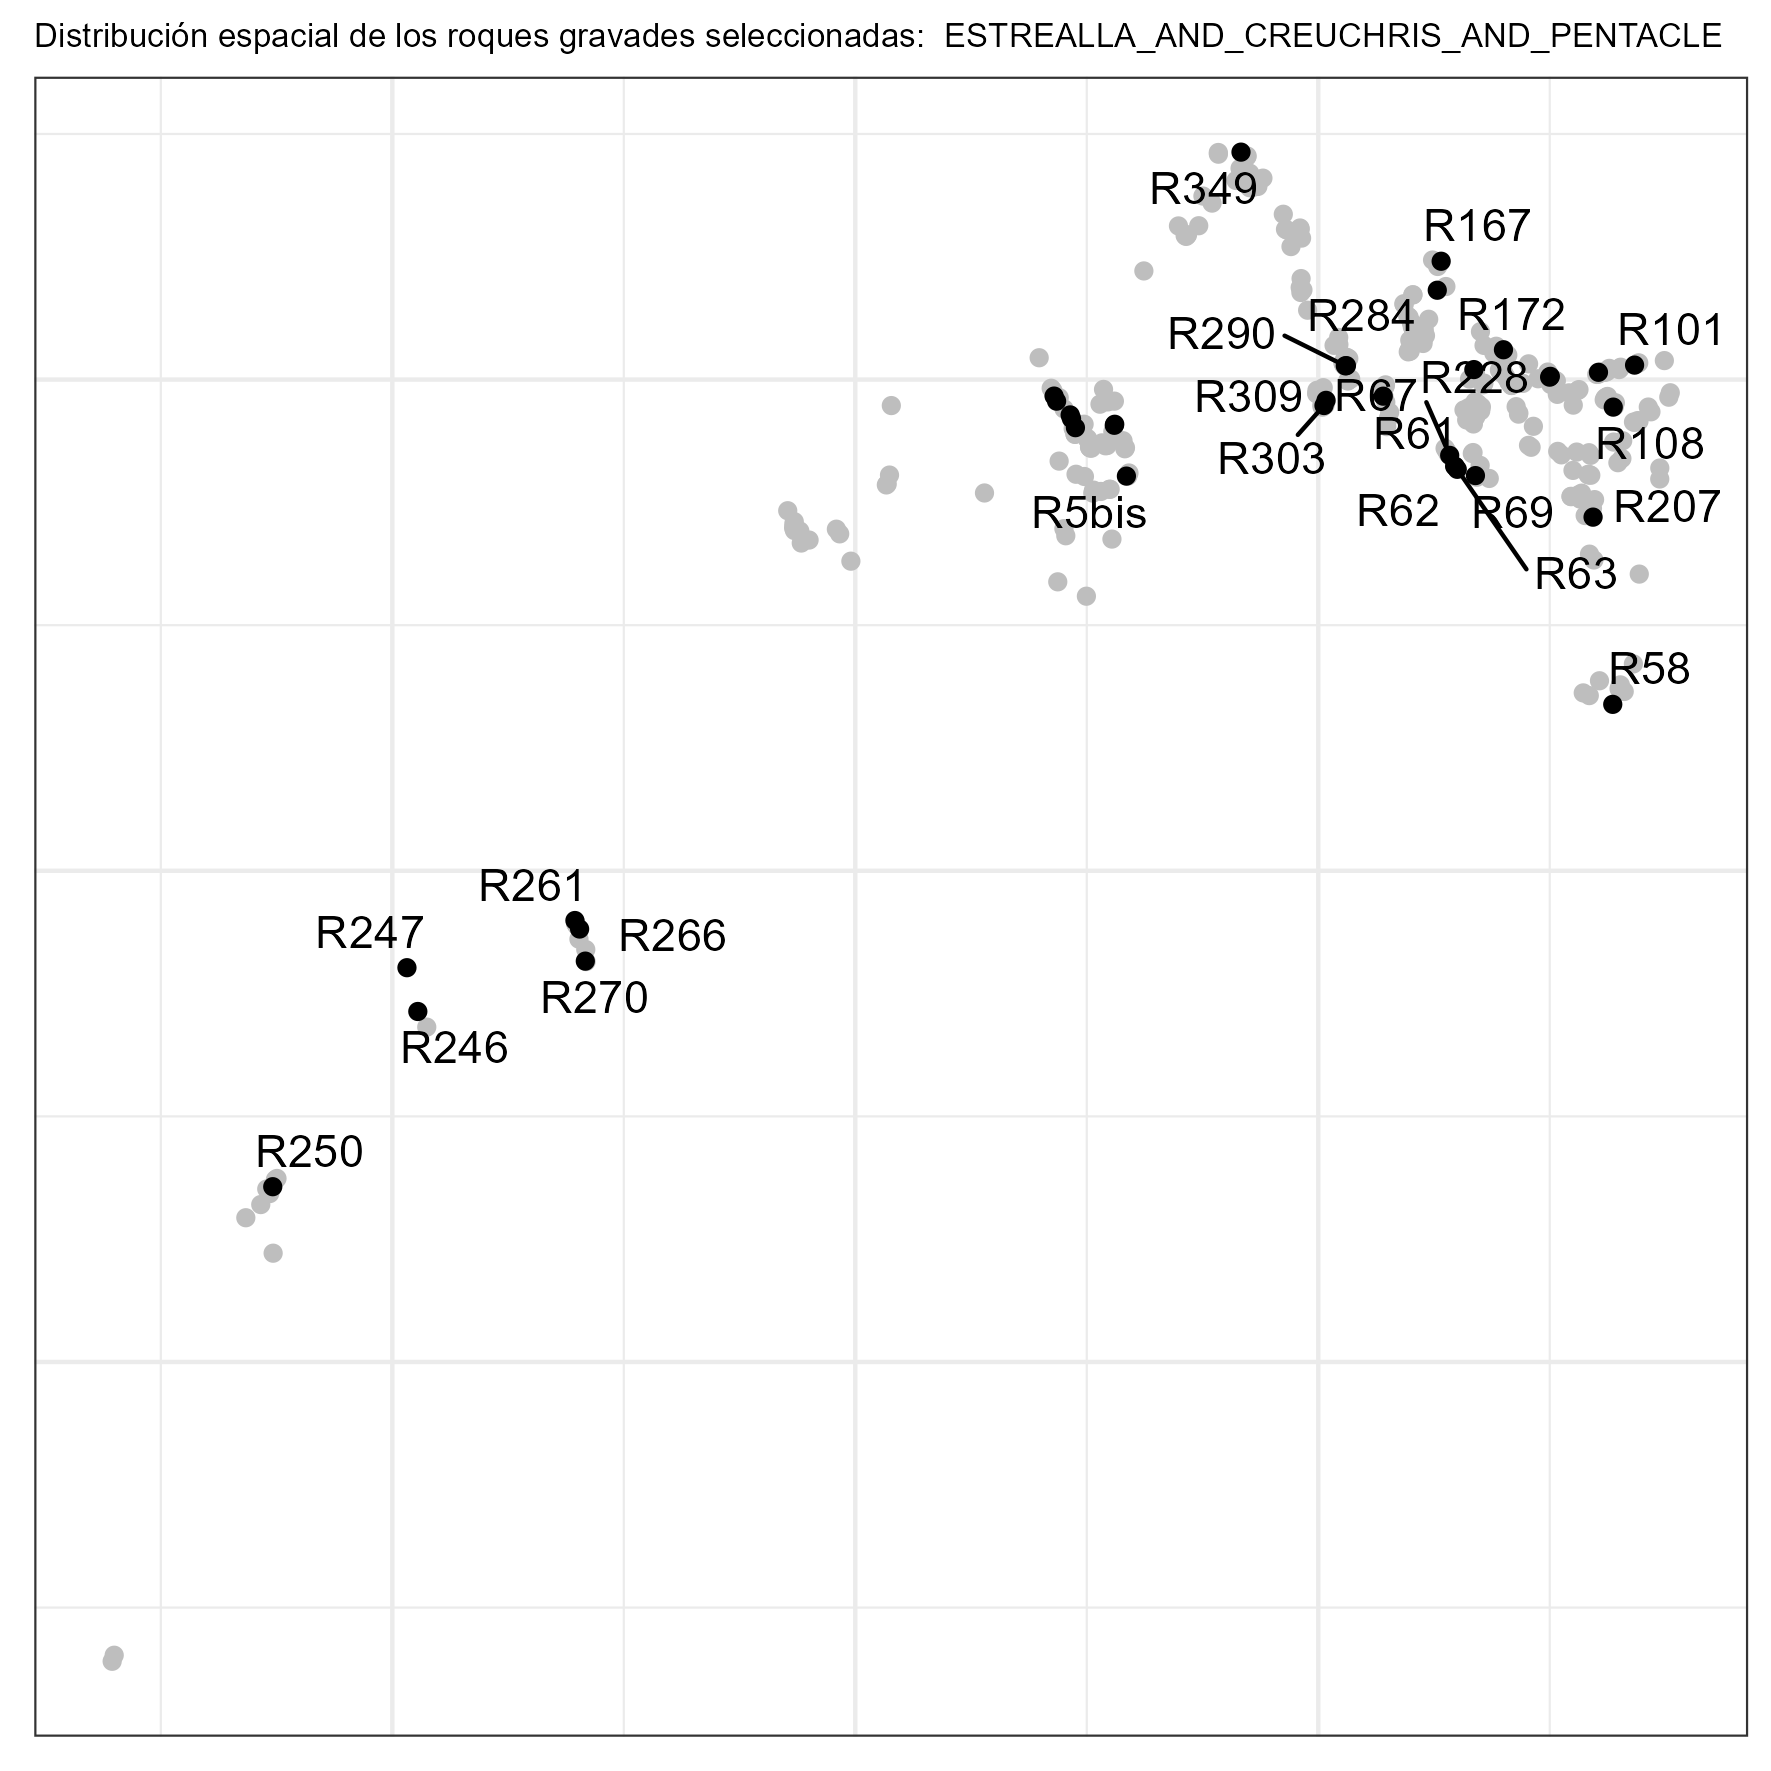 Distribución espacial de los roques gravades seleccionadas: ESTREALLA_AND_CREUCHRIS_AND_PENTACLE
R349
R167
R290
R284
R172
R101
R309
R67
R228
R303
R61
R108
R5bis
R62
R69
R207
R63
R58
R261
R247
R266
R270
R246
R250